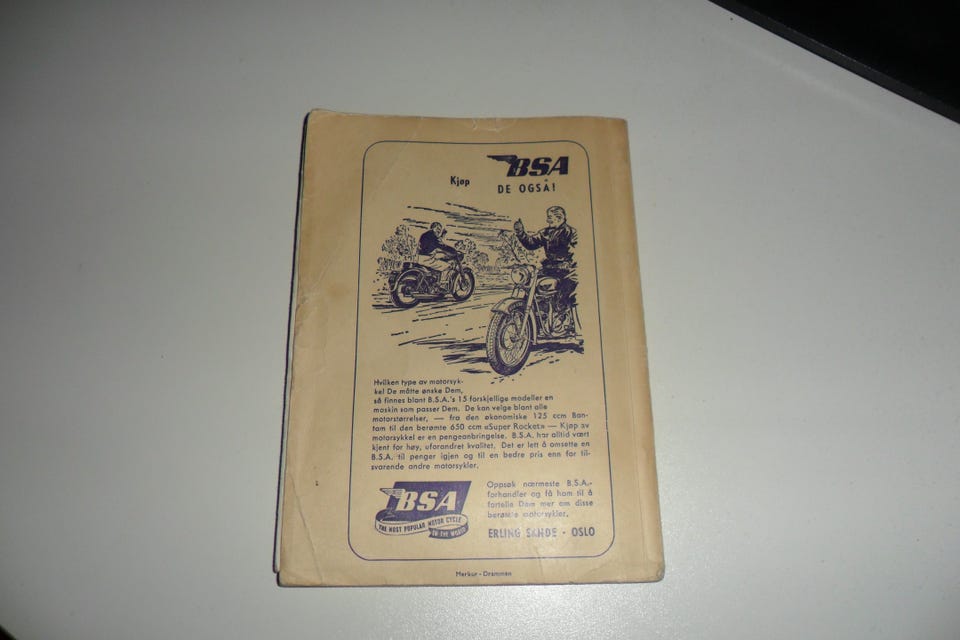 BSA
Kjøp
DE OGSÅ!
Hvilken type av motorsyk-
kel De måtte ønske Dem,
så finnes blant B.S.A.'s 15 forskjellige modeller en
maskin som passer Dem. De kan velge blant alle
motorstørrelser, — fra den økonomiske 125 ccm Ban-
tam til den berømte 650 ccm «Super Rocket» — Kjøp av
motorsykkel er en pengeanbringelse. B.S.A. har alltid vært
kjent for høy, uforandret kvalitet. Det er lett å omsette en
B.S.A. til penger igjen og til en bedre pris enn for til-
svarende andre motorsykler.
BSA
THE MOST POPULAR MOTOR CYCLE
IN THE WORLD
Oppsøk nærmeste B.S.A.-
forhandler og få ham til å
fortelle Dem mer om disse
berømte motorsykler.
ERLING SANDE · OSLO
Merkur - Drammen